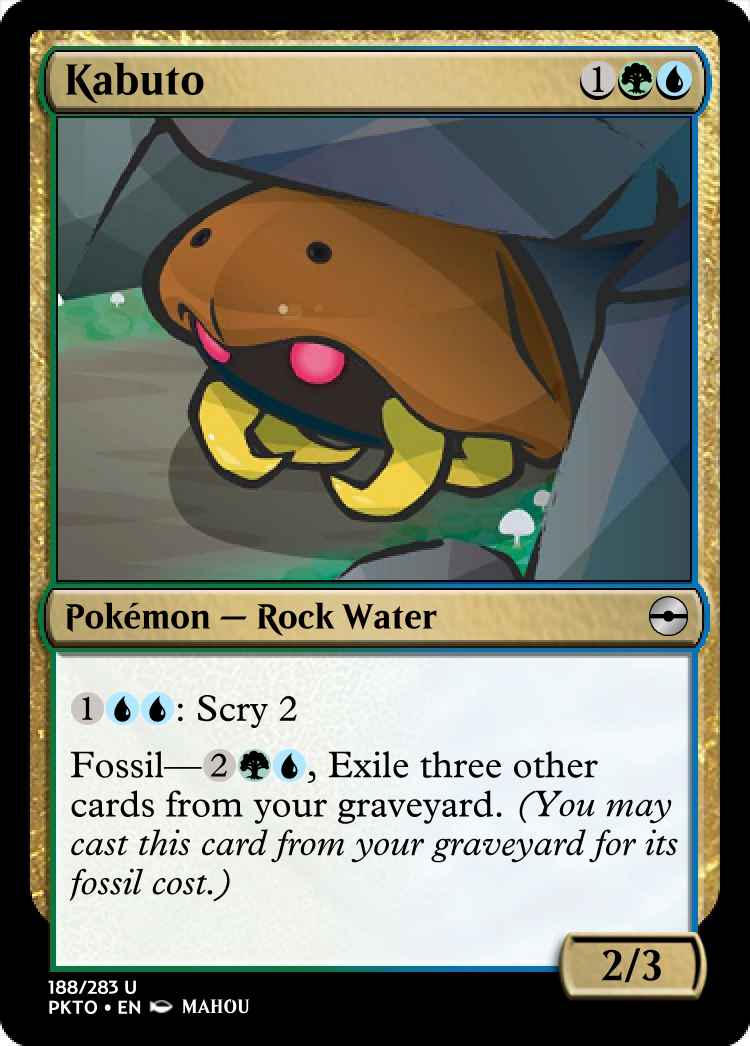 Kabuto 1
Pokémon — Rock Water
1: Scry 2
Fossil—2, Exile three other
cards from your graveyard. (You may
cast this card from your graveyard for its
fossil cost.)
2/3
188/283 U
PKTO • EN MAHOU